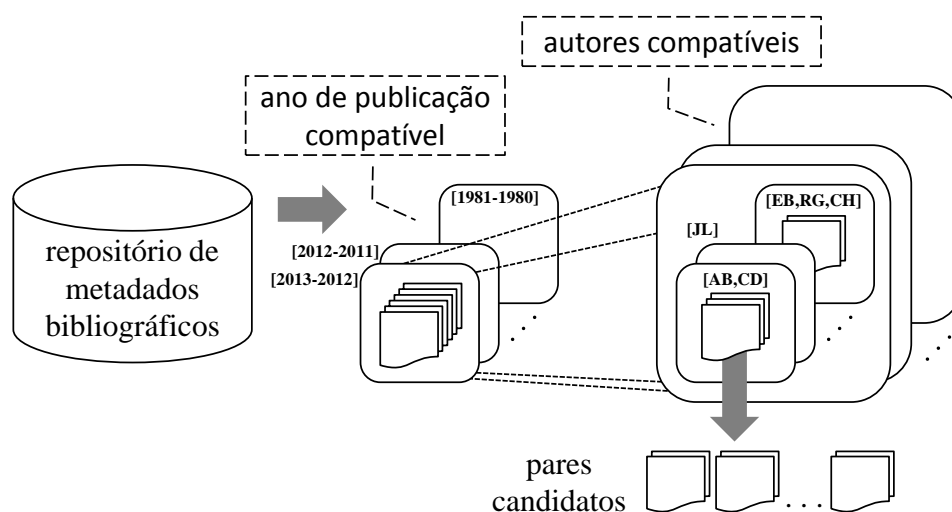 autores compatíveis
ano de publicação
compatível
repositório de
metadados
bibliográficos
[1981-1980]
[2012-2011]
[2013-2012]
. . .
[EB,RG,CH]
[JL]
[AB,CD]
. . .
. . .
pares
candidatos
. . .